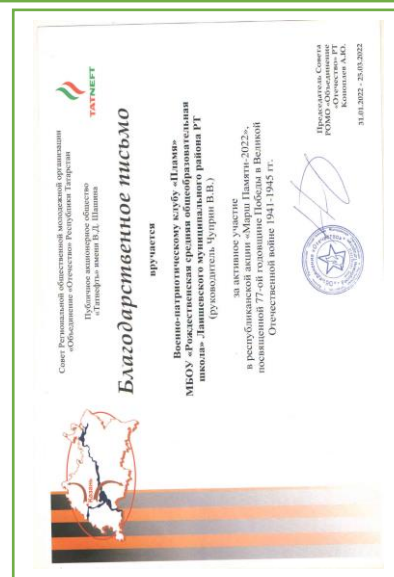 Совет Региональной общественной молодежной организации
«Объединение «Отечество» Республики Татарстан
Публичное акционерное общество
«Татнефть» имени В.Д. Шашина
TATNEFT
Благодарственное письмо
вручается
Военно-патриотическому клубу «Пламя»
МБОУ «Рождественская средняя общеобразовательная
школа» Лаишевского муниципального района РТ
(руководитель Чуприн В.В.)
за активное участие
в республиканской акции «Марш Памяти-2022»,
посвященной 77-ой годовщине Победы в Великой
Отечественной войне 1941-1945 гг.
Председатель Совета
РОМО «Объединение
«Отечество» РТ
Коноплев А.Ю.
31.01.2022 - 25.03.2022